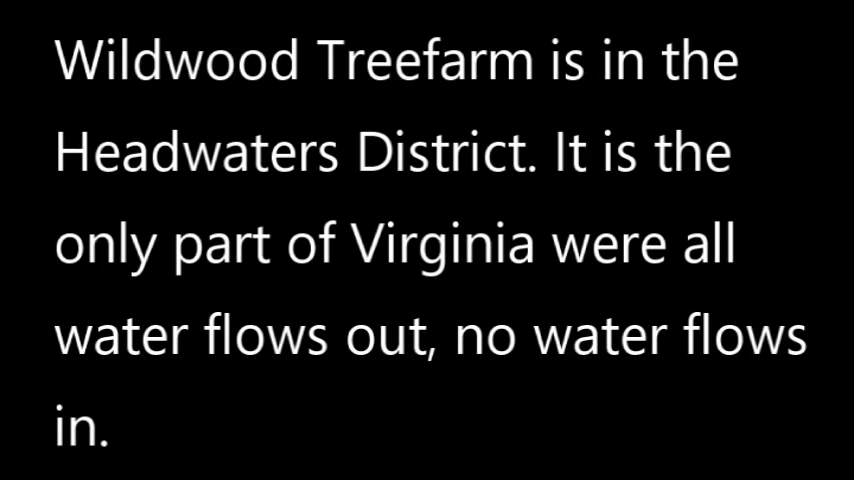 Wildwood Treefarm is in the
Headwaters District. It is the
only part of Virginia were all
water flows out, no water flows
in.